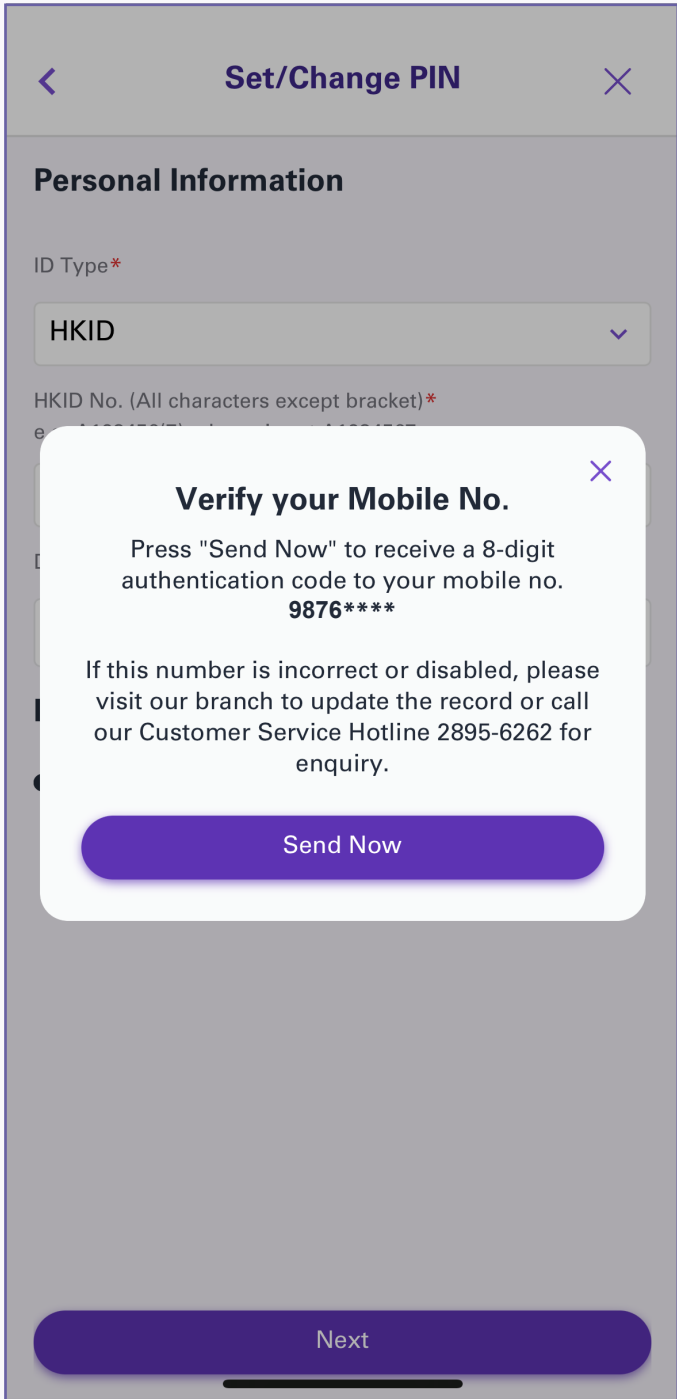 Set/Change PIN
Personal Information
ID Type*
HKID
HKID No. (All characters except bracket)*
Verify your Mobile No.
Press "Send Now" to receive a 8-digit
authentication code to your mobile no.
9876****
If this number is incorrect or disabled, please
visit our branch to update the record or call
our Customer Service Hotline 2895-6262 for
enquiry.
Send Now
Next